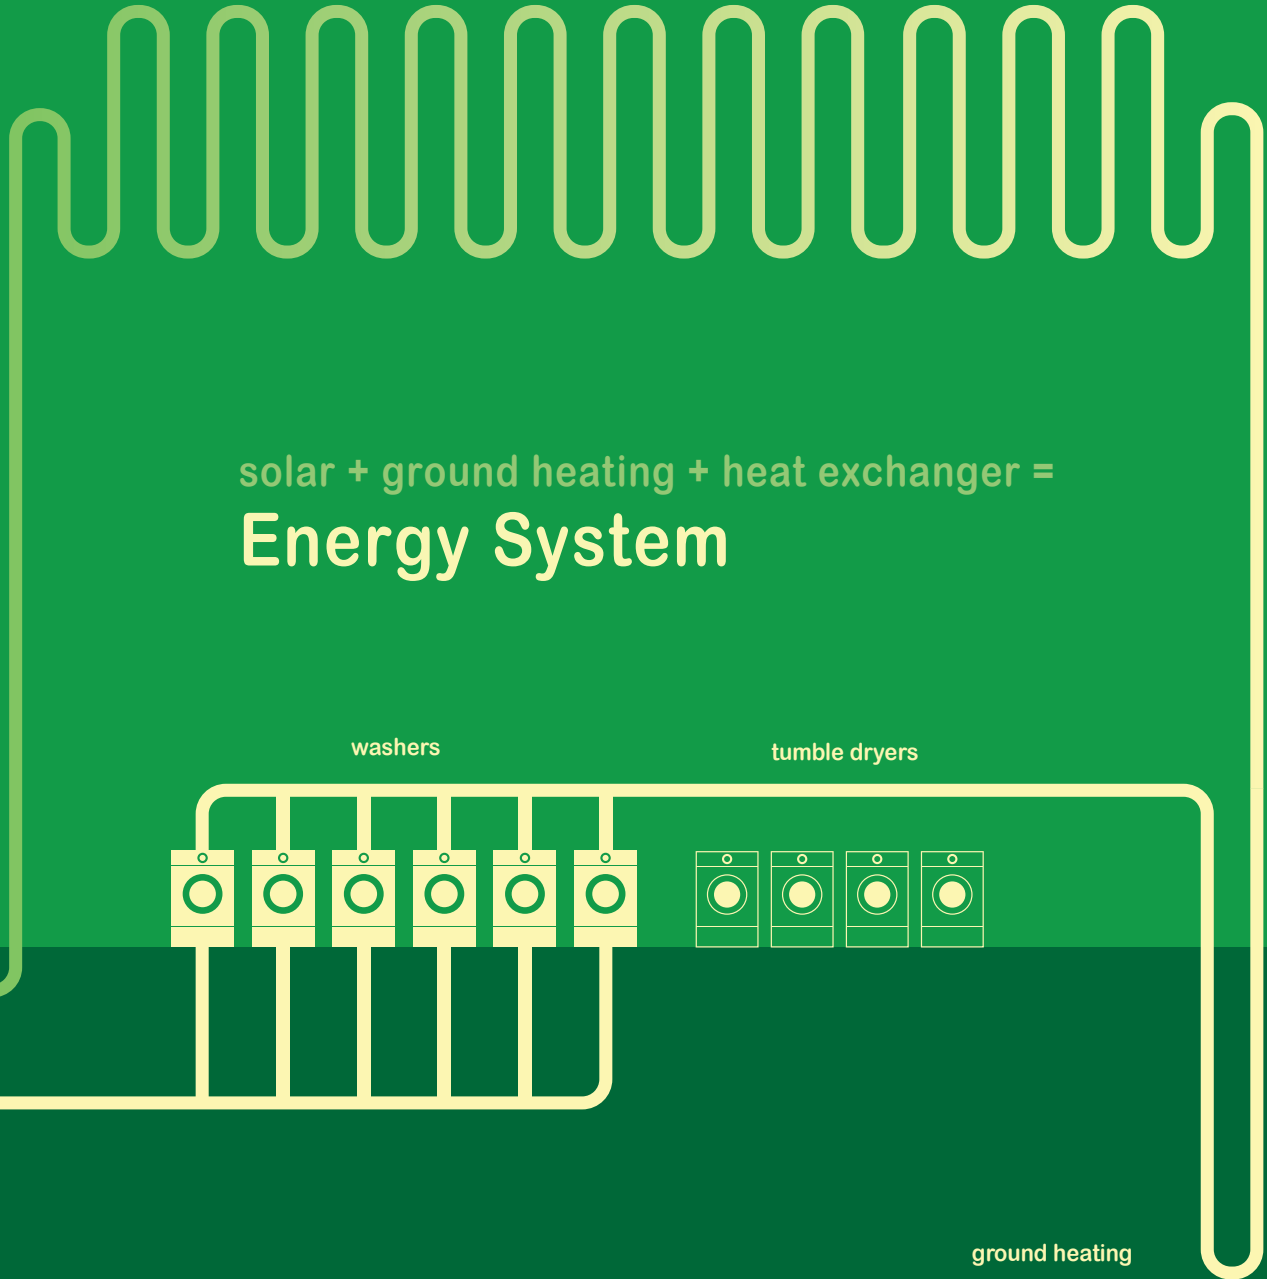 solar + ground heating + heat exchanger =
Energy System
washers
tumble dryers
ground heating